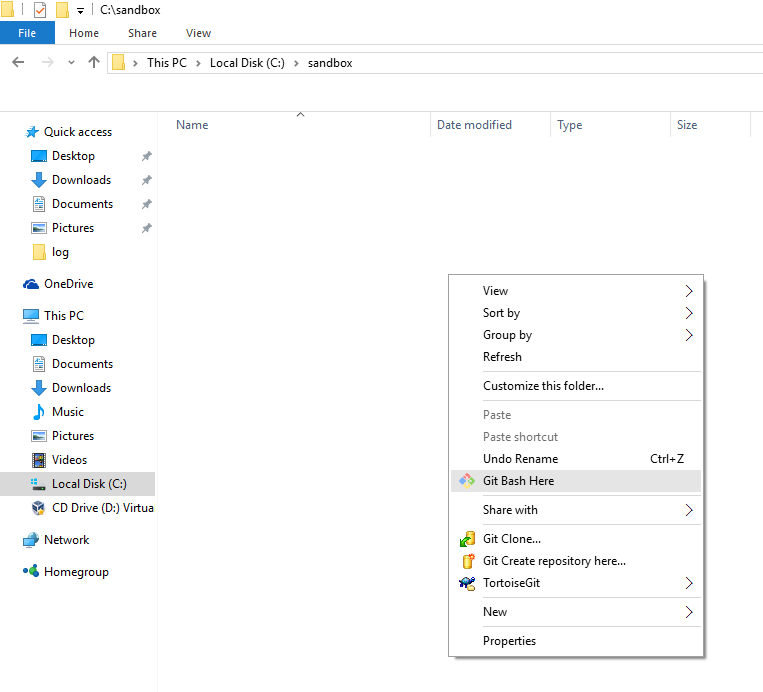 C:\sandbox
File Home Share View
This PC Local Disk (C:) sandbox
Name Date modified Type Size
Quick access
Desktop
Downloads
Documents
Pictures
log
OneDrive
This PC
Desktop
Documents
Downloads
Music
Pictures
Videos
Local Disk (C:)
CD Drive (D:) Virtua
Network
Homegroup
View
Sort by
Group by
Refresh
Customize this folder...
Paste
Paste shortcut
Undo Rename Ctrl+Z
Git Bash Here
Share with
Git Clone...
Git Create repository here...
TortoiseGit
New
Properties